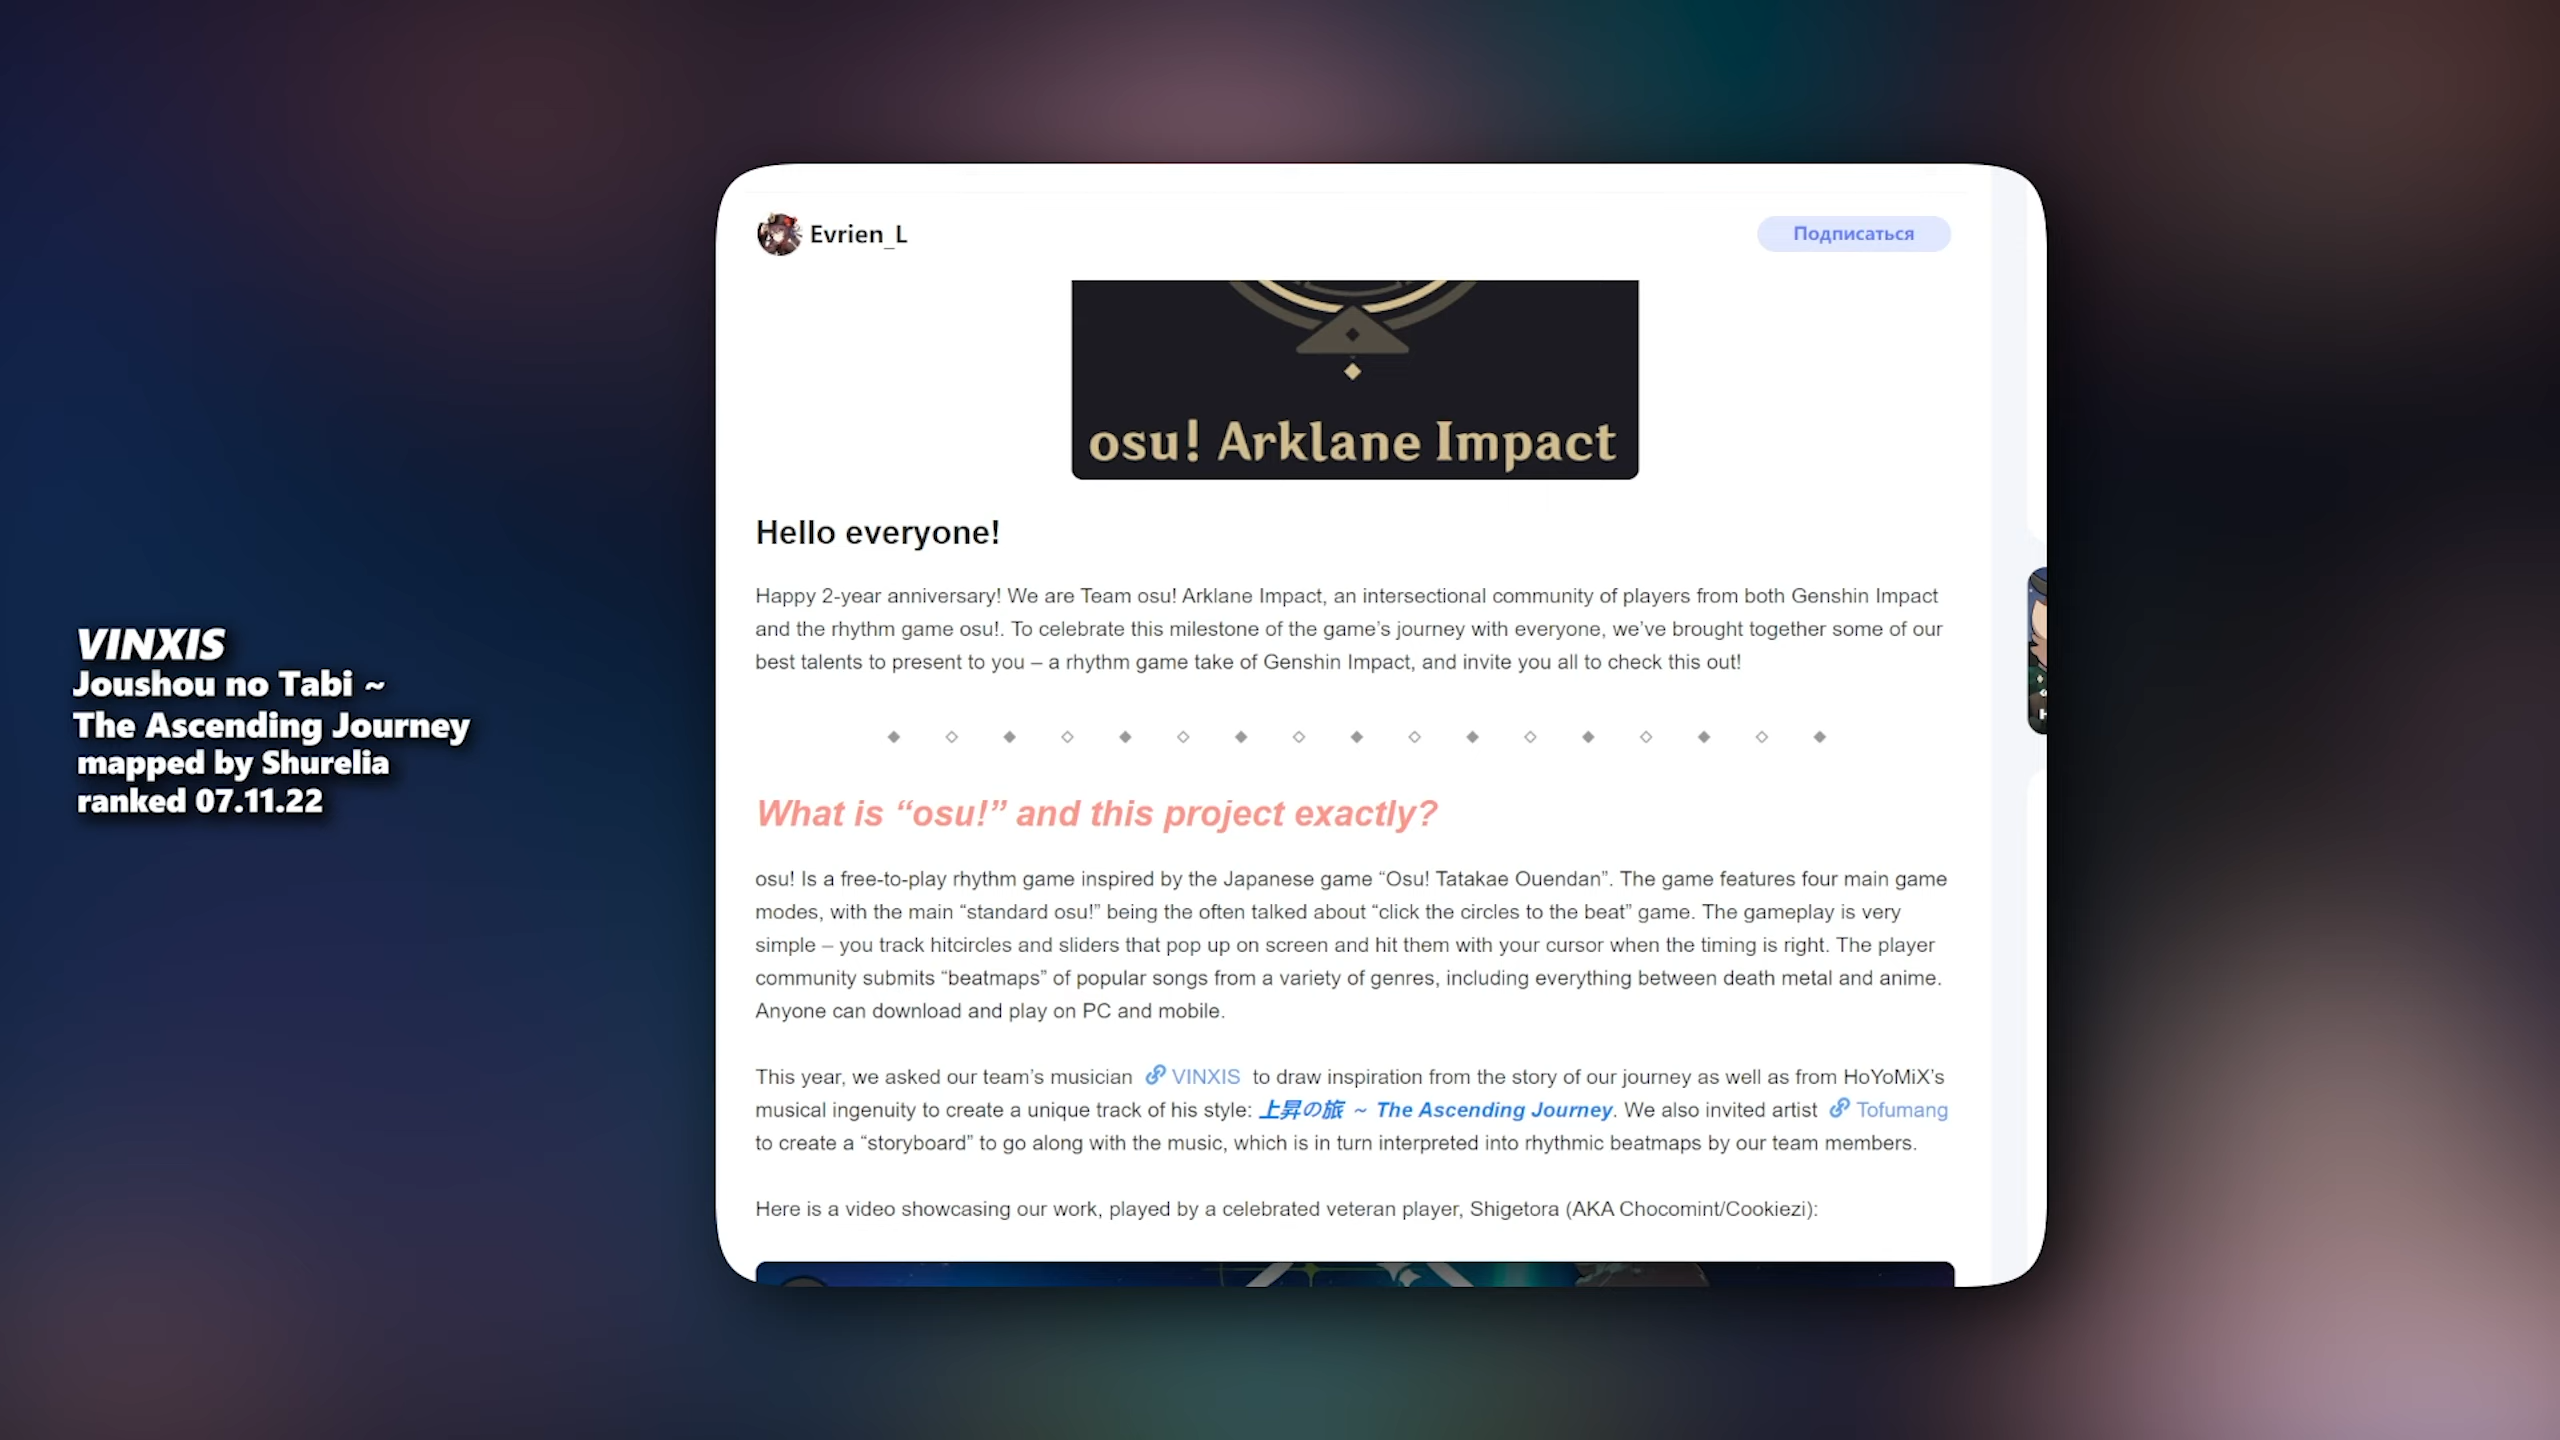 VINXIS
Joushou no Tabi ~
The Ascending Journey
mapped by Shurelia
ranked 07.11.22
Evrien_L
Подписаться
osu! Arklane Impact
Hello everyone!
Happy 2-year anniversary! We are Team osu! Arklane Impact, an intersectional community of players from both Genshin Impact
and the rhythm game osu!. To celebrate this milestone of the game’s journey with everyone, we’ve brought together some of our
best talents to present to you – a rhythm game take of Genshin Impact, and invite you all to check this out!
What is “osu!” and this project exactly?
osu! Is a free-to-play rhythm game inspired by the Japanese game “Osu! Tatakae Ouendan”. The game features four main game
modes, with the main “standard osu!” being the often talked about “click the circles to the beat” game. The gameplay is very
simple – you track hitcircles and sliders that pop up on screen and hit them with your cursor when the timing is right. The player
community submits “beatmaps” of popular songs from a variety of genres, including everything between death metal and anime.
Anyone can download and play on PC and mobile.
This year, we asked our team’s musician VINXIS to draw inspiration from the story of our journey as well as from HoYoMiX’s
musical ingenuity to create a unique track of his style: 上昇の旅 ~ The Ascending Journey. We also invited artist Tofumang
to create a “storyboard” to go along with the music, which is in turn interpreted into rhythmic beatmaps by our team members.
Here is a video showcasing our work, played by a celebrated veteran player, Shigetora (AKA Chocomint/Cookiezi):